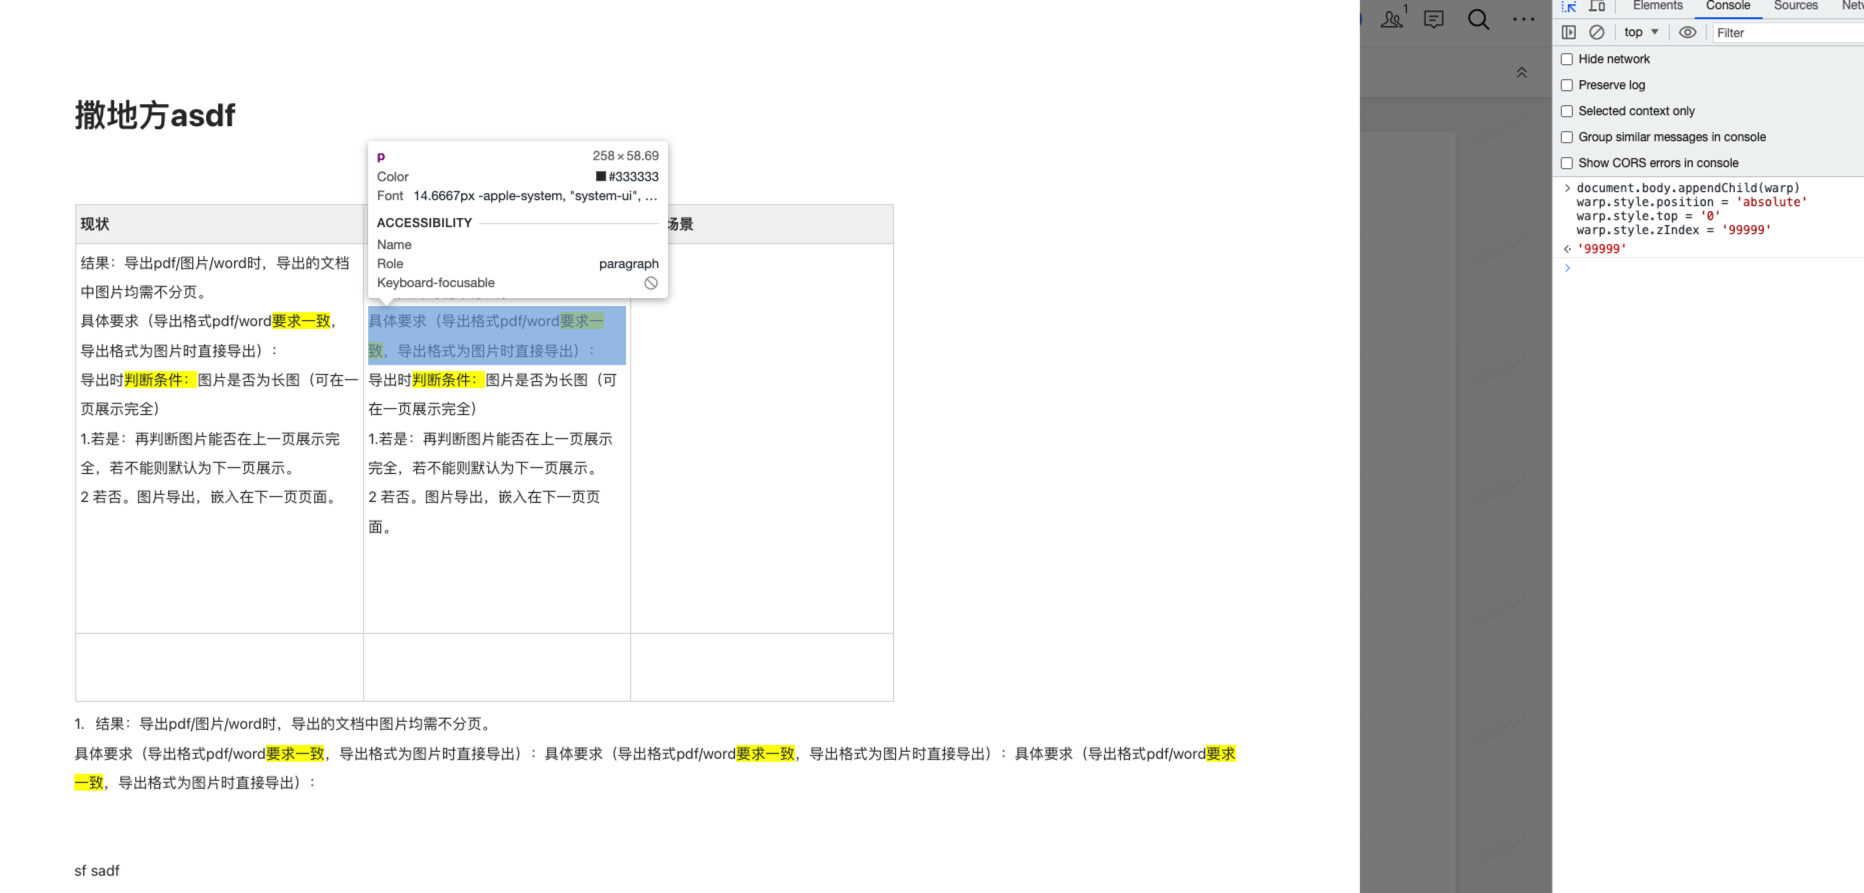 撒地方asdf
p 258×58.69
Color #333333
Font 14.6667px -apple-system, "system-ui", …
ACCESSIBILITY
Name
Role paragraph
Keyboard-focusable
现状
场景
结果：导出pdf/图片/word时，导出的文档
中图片均需不分页。
具体要求（导出格式pdf/word要求一致，
导出格式为图片时直接导出）：
导出时判断条件：图片是否为长图（可在一
页展示完全）
1.若是：再判断图片能否在上一页展示完
全，若不能则默认为下一页展示。
2 若否。图片导出，嵌入在下一页页面。
具体要求（导出格式pdf/word要求一
致，导出格式为图片时直接导出）：
导出时判断条件：图片是否为长图（可
在一页展示完全）
1.若是：再判断图片能否在上一页展示
完全，若不能则默认为下一页展示。
2 若否。图片导出，嵌入在下一页页
面。
1. 结果：导出pdf/图片/word时，导出的文档中图片均需不分页。
具体要求（导出格式pdf/word要求一致，导出格式为图片时直接导出）：具体要求（导出格式pdf/word要求一致，导出格式为图片时直接导出）：具体要求（导出格式pdf/word要求
一致，导出格式为图片时直接导出）：
sf sadf
1
Elements Console Sources
top Filter
Hide network
Preserve log
Selected context only
Group similar messages in console
Show CORS errors in console
document.body.appendChild(warp)
warp.style.position = 'absolute'
warp.style.top = '0'
warp.style.zIndex = '99999'
'99999'